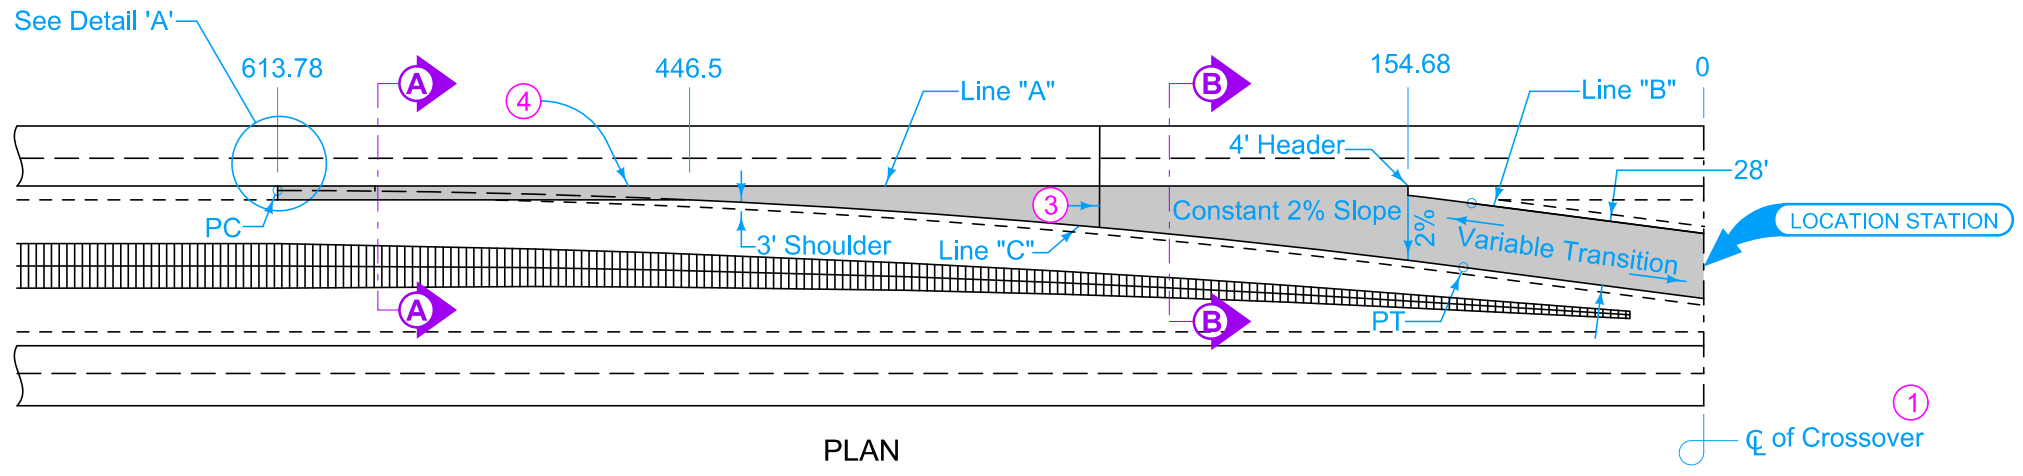 See Detail 'A'
613.78
446.5
154.68
0
A
B
4
Line "A"
Line "B"
4' Header
28'
PC
3
Constant 2% Slope
2%
Variable Transition
LOCATION STATION
3' Shoulder
Line "C"
A
B
PT
1
℄ of Crossover
PLAN